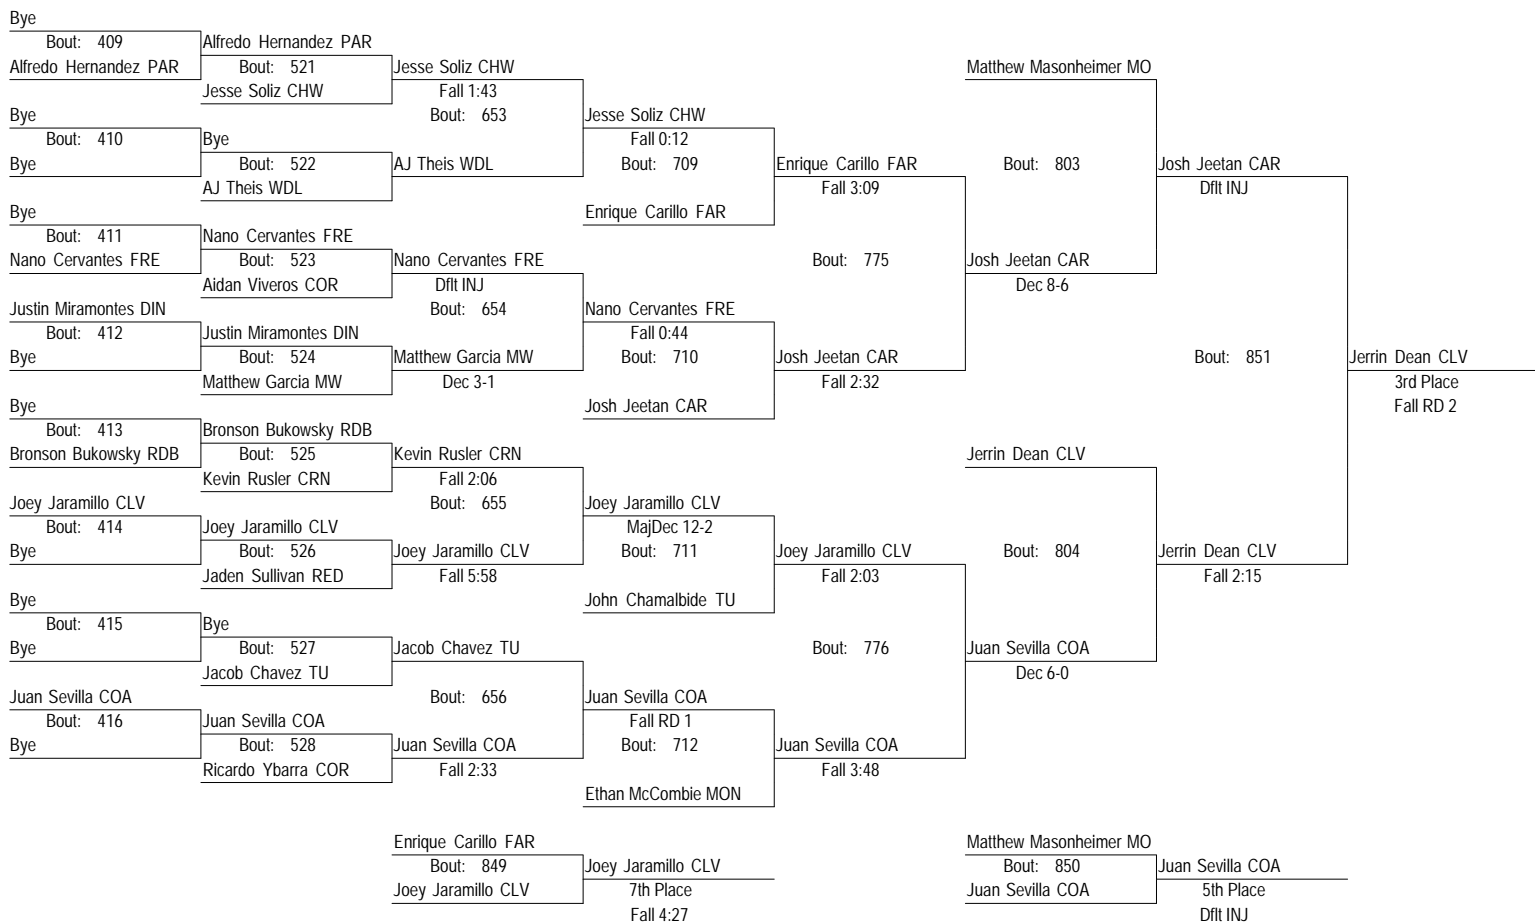 Bye
Bout: 409
Alfredo Hernandez PAR
Bye
Bout: 410
Bye
Bye
Bout: 411
Nano Cervantes FRE
Justin Miramontes DIN
Bout: 412
Bye
Bye
Bout: 413
Bronson Bukowsky RDB
Joey Jaramillo CLV
Bout: 414
Bye
Bye
Bout: 415
Bye
Juan Sevilla COA
Bout: 416
Bye
Alfredo Hernandez PAR
Bout: 521
Jesse Soliz CHW
Bye
Bout: 522
AJ Theis WDL
Nano Cervantes FRE
Bout: 523
Aidan Viveros COR
Justin Miramontes DIN
Bout: 524
Matthew Garcia MW
Bronson Bukowsky RDB
Bout: 525
Kevin Rusler CRN
Joey Jaramillo CLV
Bout: 526
Jaden Sullivan RED
Bye
Bout: 527
Jacob Chavez TU
Juan Sevilla COA
Bout: 528
Ricardo Ybarra COR
Jesse Soliz CHW
Fall 1:43
Bout: 653
AJ Theis WDL
Nano Cervantes FRE
Dflt INJ
Bout: 654
Matthew Garcia MW
Dec 3-1
Kevin Rusler CRN
Fall 2:06
Bout: 655
Joey Jaramillo CLV
Fall 5:58
Jacob Chavez TU
Bout: 656
Juan Sevilla COA
Fall 2:33
Jesse Soliz CHW
Fall 0:12
Bout: 709
Enrique Carillo FAR
Nano Cervantes FRE
Fall 0:44
Bout: 710
Josh Jeetan CAR
Joey Jaramillo CLV
MajDec 12-2
Bout: 711
John Chamalbide TU
Juan Sevilla COA
Fall RD 1
Bout: 712
Ethan McCombie MON
Enrique Carillo FAR
Fall 3:09
Bout: 775
Josh Jeetan CAR
Fall 2:32
Joey Jaramillo CLV
Fall 2:03
Bout: 776
Juan Sevilla COA
Fall 3:48
Matthew Masonheimer MO
Bout: 803
Josh Jeetan CAR
Dec 8-6
Jerrin Dean CLV
Bout: 804
Juan Sevilla COA
Dec 6-0
Josh Jeetan CAR
Dflt INJ
Bout: 851
Jerrin Dean CLV
Fall 2:15
Jerrin Dean CLV
3rd Place
Fall RD 2
Enrique Carillo FAR
Bout: 849
Joey Jaramillo CLV
Joey Jaramillo CLV
7th Place
Fall 4:27
Matthew Masonheimer MO
Bout: 850
Juan Sevilla COA
Juan Sevilla COA
5th Place
Dflt INJ